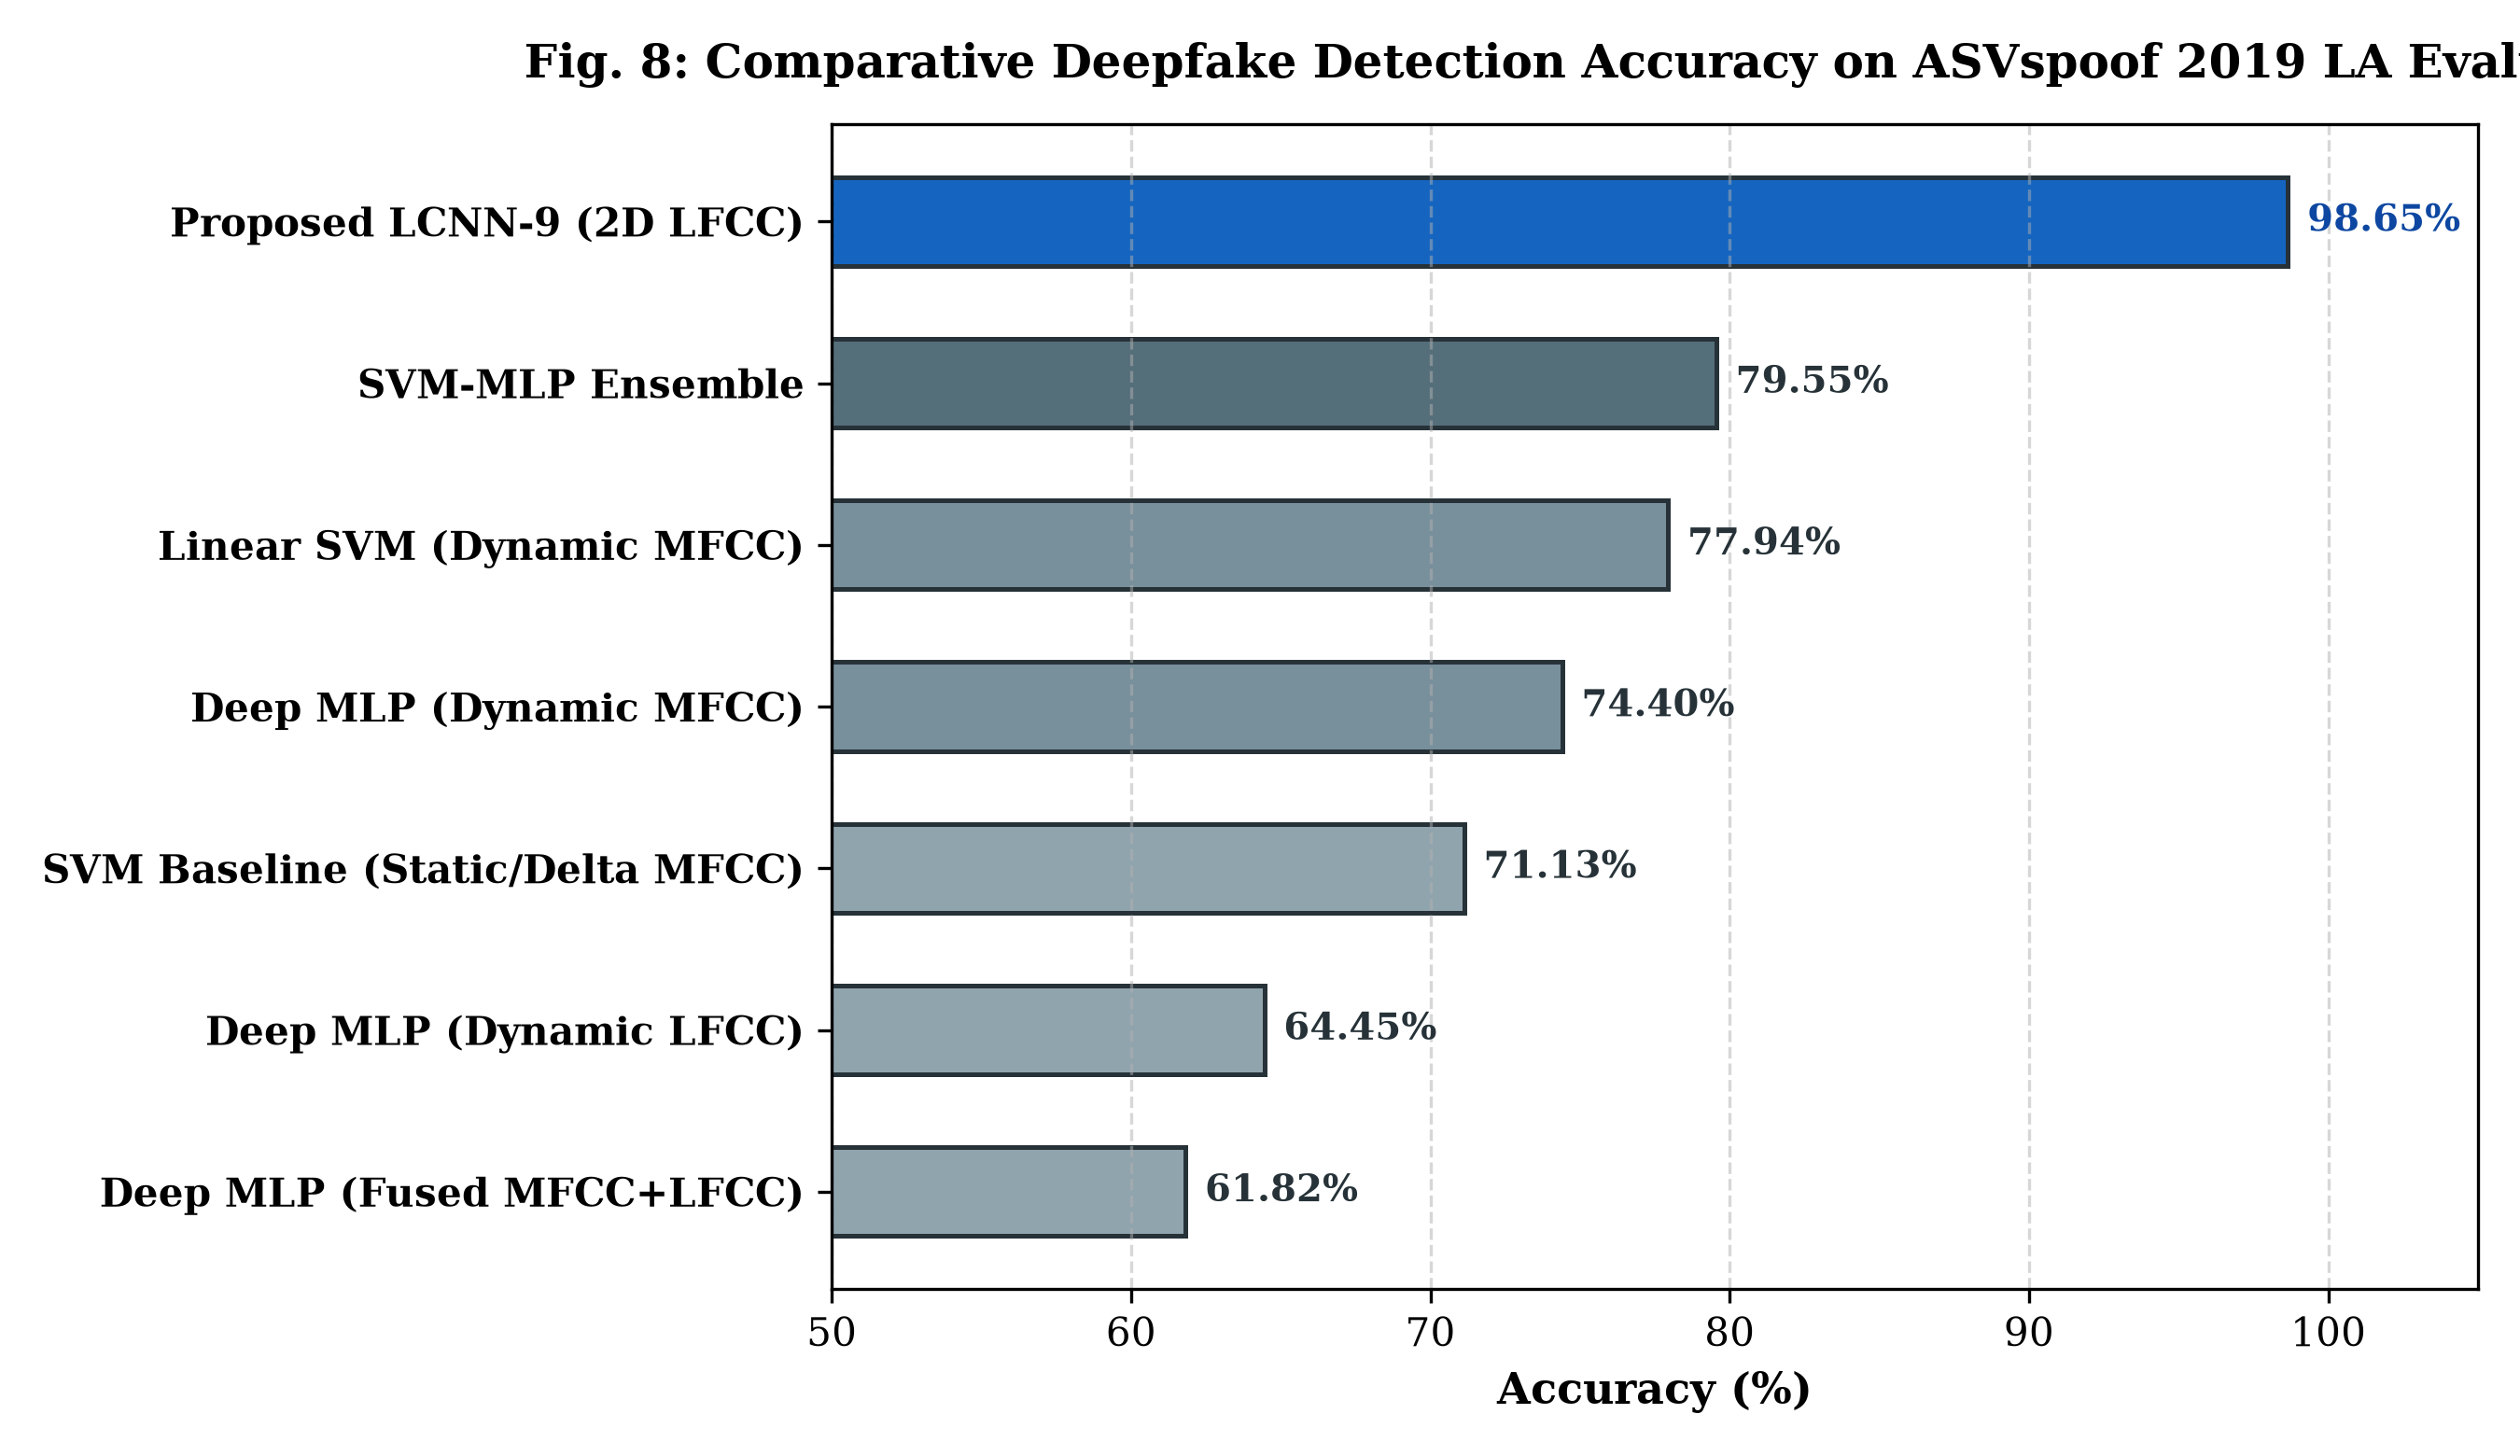 Fig. 8: Comparative Deepfake Detection Accuracy on ASVspoof 2019 LA
Proposed LCNN-9 (2D LFCC) 98.65%
SVM-MLP Ensemble 79.55%
Linear SVM (Dynamic MFCC) 77.94%
Deep MLP (Dynamic MFCC) 74.40%
SVM Baseline (Static/Delta MFCC) 71.13%
Deep MLP (Dynamic LFCC) 64.45%
Deep MLP (Fused MFCC+LFCC) 61.82%
50 60 70 80 90 100
Accuracy (%)